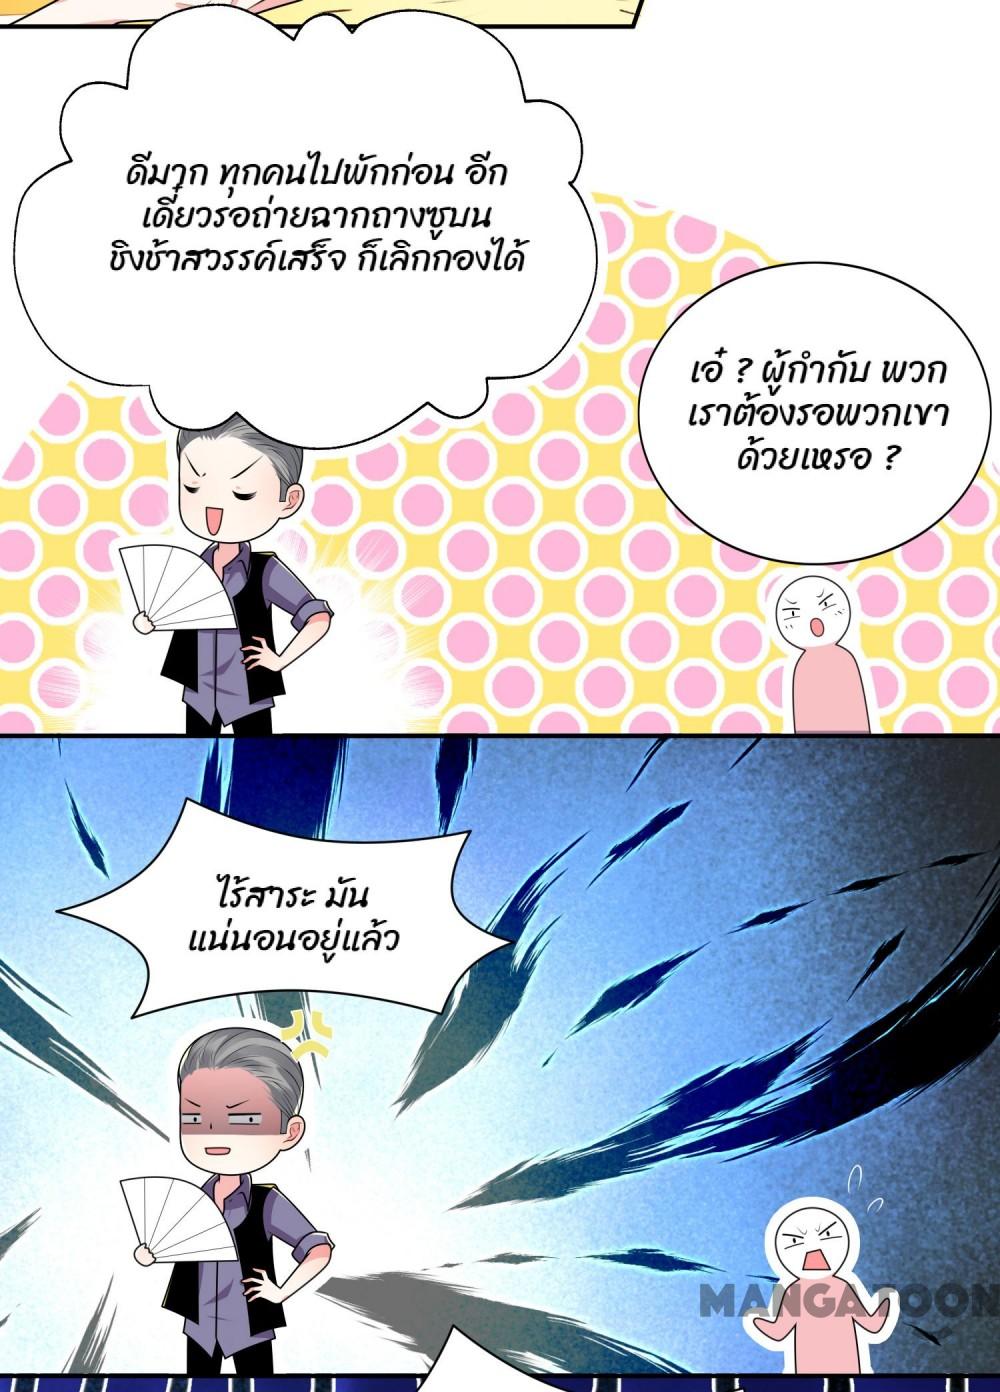 ดีมาก ทุกคนไปพักก่อน อีก
เดี๋ยวรอถ่ายฉากถางซูบน
ชิงช้าสวรรค์เสร็จ ก็เลิกกองได้
เอ๋ ? ผู้กำกับ พวก
เราต้องรอพวกเขา
ด้วยเหรอ ?
ไร้สาระ มัน
แน่นอนอยู่แล้ว
MANGATOON